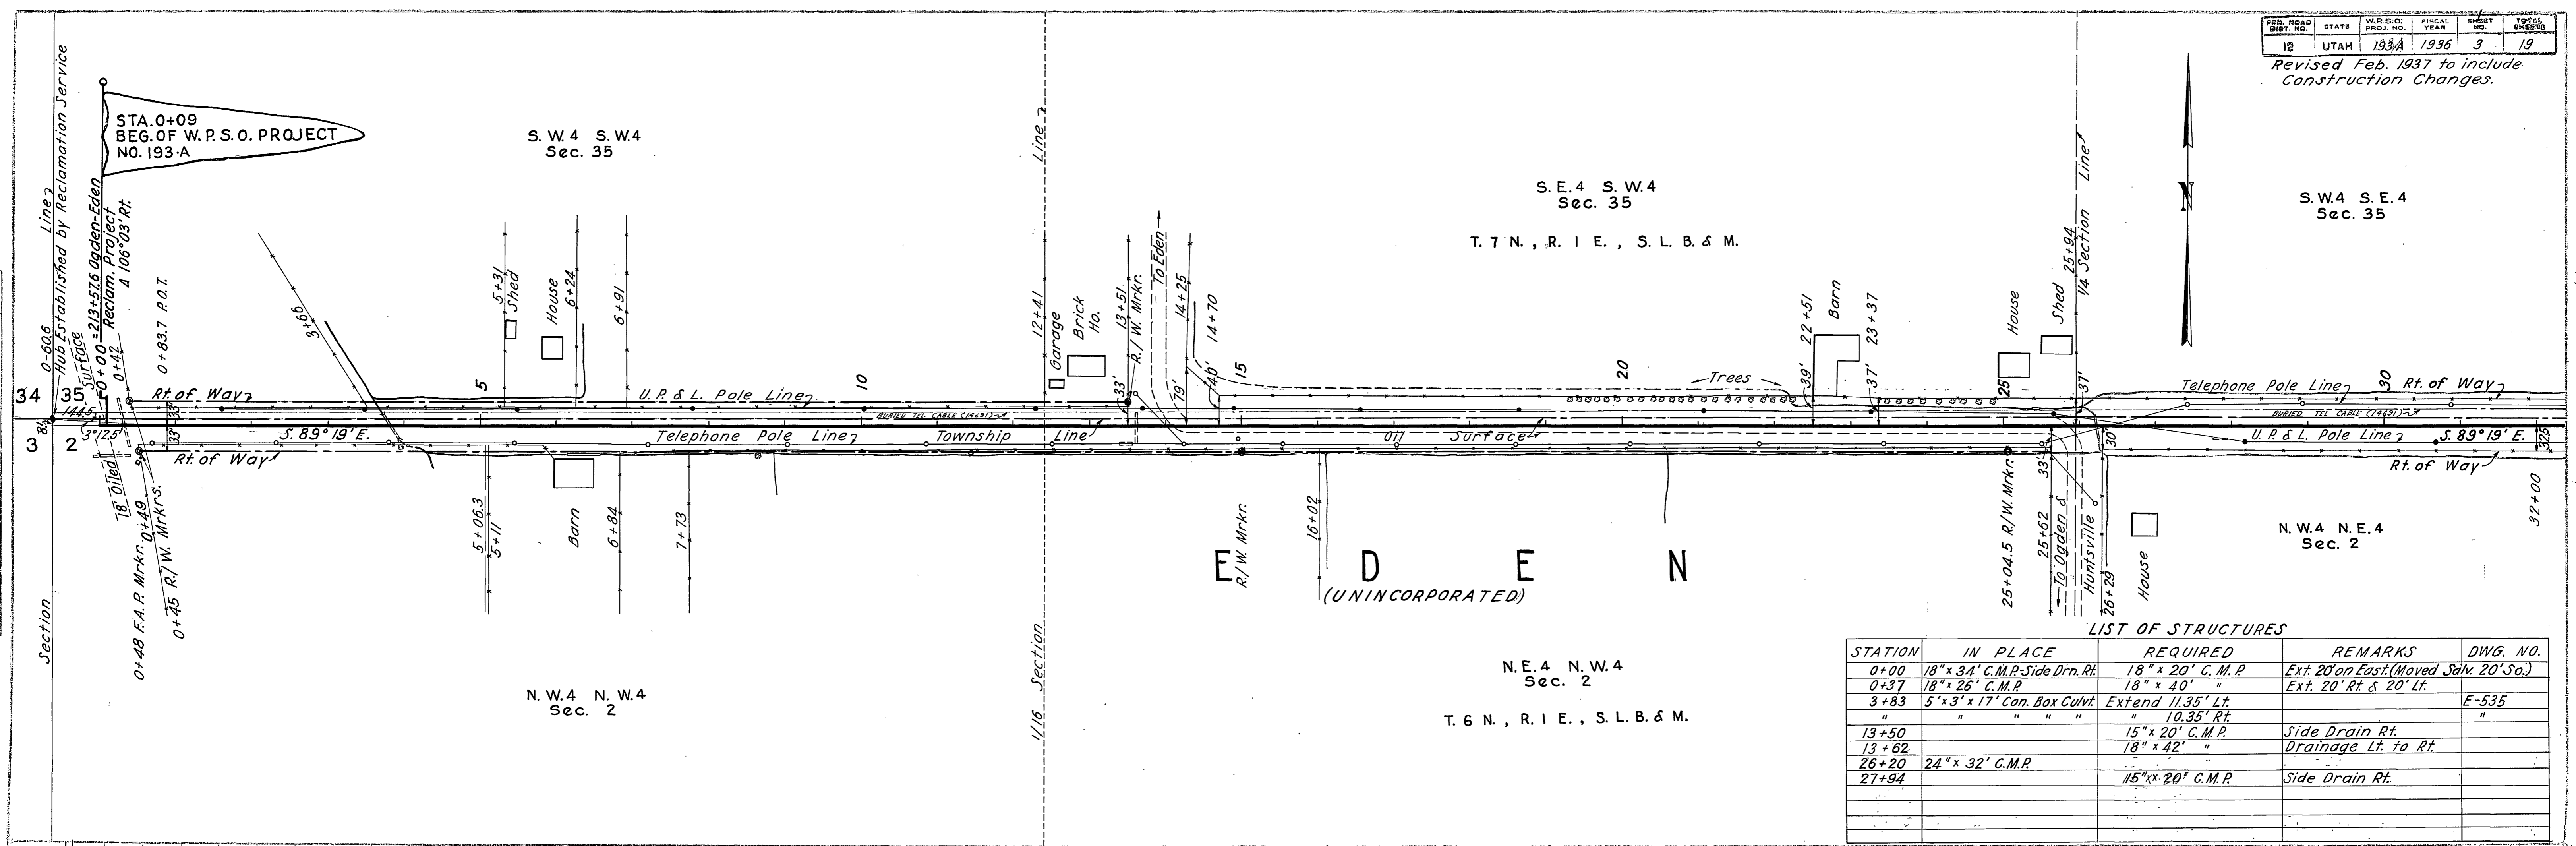 FED. ROAD DIST. NO. STATE W.P.S.O. PROJ. NO. FISCAL YEAR SHEET NO. TOTAL SHEETS
12 UTAH 193A 1936 3 19
Revised Feb. 1937 to include
Construction Changes.
STA. 0+09
BEG. OF W. P. S. O. PROJECT
NO. 193-A
S. W. 4 S. W. 4
Sec. 35
S. E. 4 S. W. 4
Sec. 35
T. 7 N., R. 1 E., S. L. B. & M.
S. W. 4 S. E. 4
Sec. 35
N
Line
0-60.6
Hub Established by Reclamation Service
Surface
0+00 = 213+57.6 Ogden-Eden
Reclam. Project
0+42
Δ 106°03' Rt.
0+83.7 P.O.T.
3+66
5+31
Shed
House
6+24
6+91
Line
12+41
Garage
Brick
Ho.
13+51
R./W. Mrkr.
To Eden
14+25
14+70
22+51
Barn
23+37
House
Shed
25+94
1/4 Section Line
34 35
3 2
144.5
83
3°12.5'
33'
33'
Rt. of Way
5
U.P. & L. Pole Line
10
BURIED TEL CABLE (14691)
33'
79'
40'
15
20
Trees
39'
37'
25
37'
Telephone Pole Line
30
Rt. of Way
BURIED TEL CABLE (14691)
S. 89° 19' E.
Telephone Pole Line
Township Line
Oil Surface
U.P. & L. Pole Line
S. 89° 19' E.
Rt. of Way
Rt. of Way
30'
32.5
33'
18' Oiled
0+48 F.A.P. Mrkr.
0+49
0+45 R./W. Mrkrs.
5+06.3
5+11
Barn
6+84
7+73
R./W. Mrkr.
16+02
25+04.5 R/W. Mrkr.
25+62
To Ogden &
Huntsville
26+29
House
32+00
E D E N
(UNINCORPORATED)
Section
1/16 Section
N. W. 4 N. W. 4
Sec. 2
N. E. 4 N. W. 4
Sec. 2
T. 6 N., R. 1 E., S. L. B. & M.
N. W. 4 N. E. 4
Sec. 2
LIST OF STRUCTURES
STATION IN PLACE REQUIRED REMARKS DWG. NO.
0+00 18" x 34' C.M.P.-Side Drn. Rt. 18" x 20' C.M.P. Ext. 20' on East (Moved Salv. 20' So.)
0+37 18" x 26' C.M.P. 18" x 40' " Ext. 20' Rt. & 20' Lt.
3+83 5' x 3' x 17' Con. Box Culvt. Extend 11.35' Lt. E-535
" " " " " " 10.35' Rt. "
13+50 15" x 20' C.M.P. Side Drain Rt.
13+62 18" x 42' " Drainage Lt. to Rt.
26+20 24" x 32' C.M.P.
27+94 15" x 20' C.M.P. Side Drain Rt.